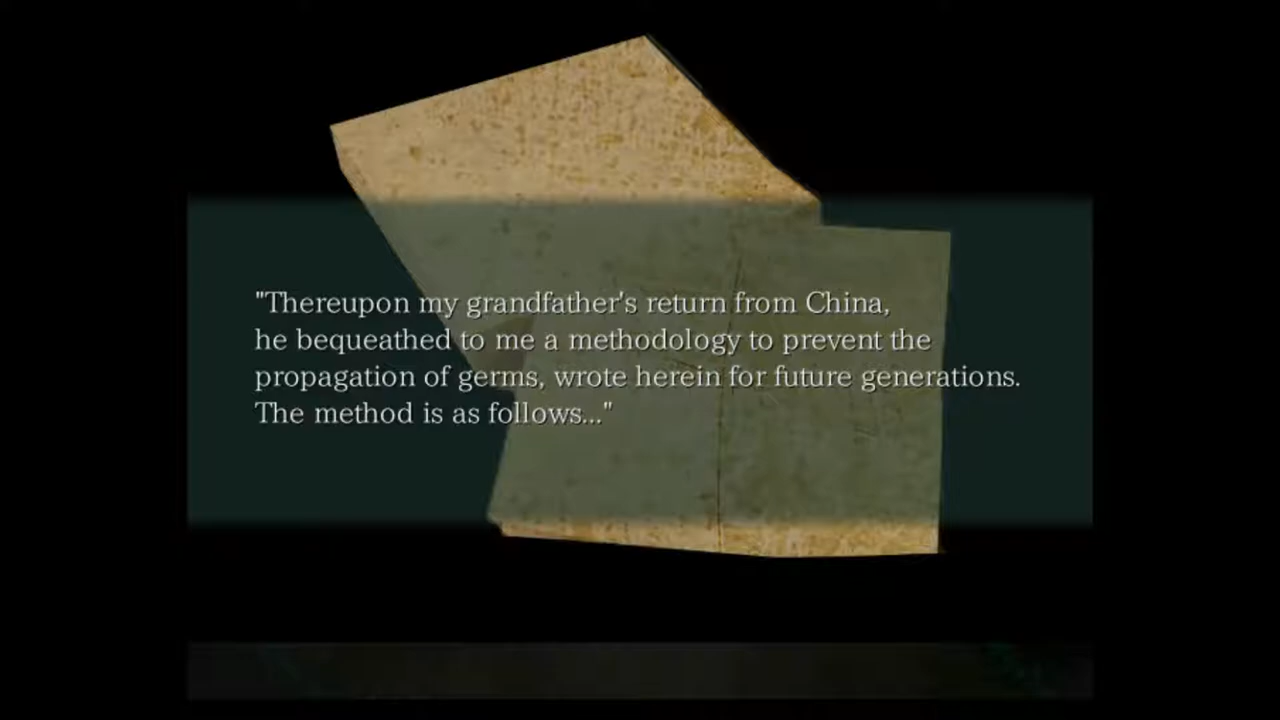 "Thereupon my grandfather's return from China,
he bequeathed to me a methodology to prevent the
propagation of germs, wrote herein for future generations.
The method is as follows..."